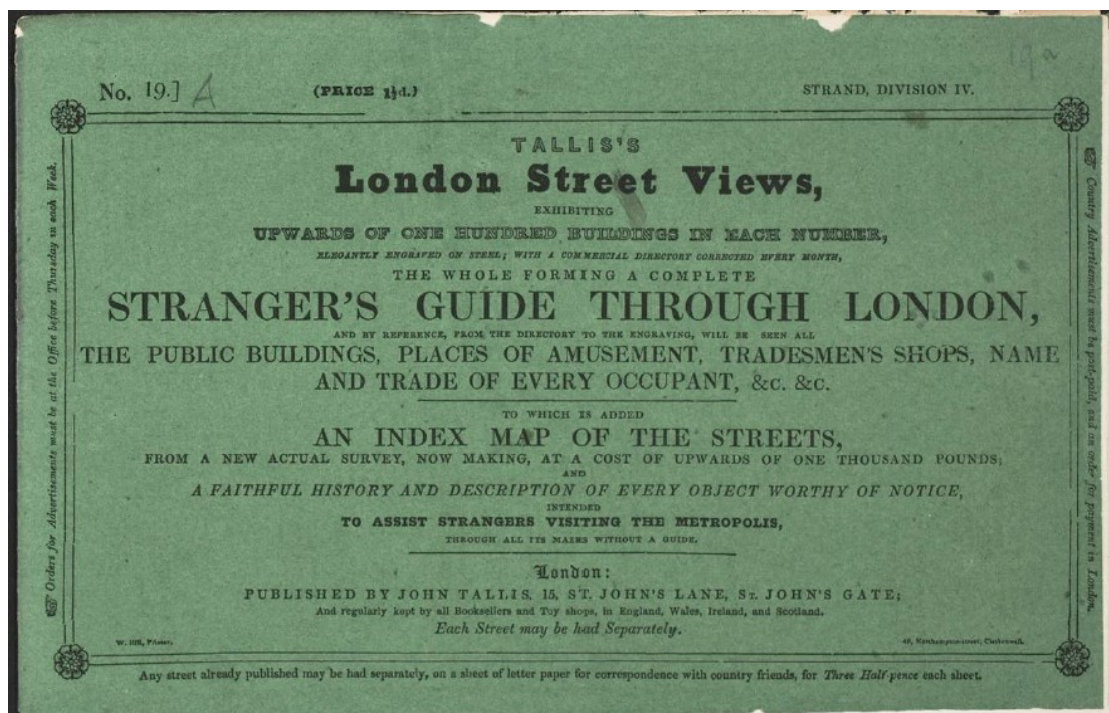 19 a
No. 19.] A
(PRICE 1½d.)
STRAND, DIVISION IV.
TALLIS'S
London Street Views,
EXHIBITING
UPWARDS OF ONE HUNDRED BUILDINGS IN EACH NUMBER,
ELEGANTLY ENGRAVED ON STEEL; WITH A COMMERCIAL DIRECTORY CORRECTED EVERY MONTH,
THE WHOLE FORMING A COMPLETE
STRANGER'S GUIDE THROUGH LONDON,
AND BY REFERENCE, FROM THE DIRECTORY TO THE ENGRAVING, WILL BE SEEN ALL
THE PUBLIC BUILDINGS, PLACES OF AMUSEMENT, TRADESMEN'S SHOPS, NAME
AND TRADE OF EVERY OCCUPANT, &c. &c.
TO WHICH IS ADDED
AN INDEX MAP OF THE STREETS,
FROM A NEW ACTUAL SURVEY, NOW MAKING, AT A COST OF UPWARDS OF ONE THOUSAND POUNDS;
AND
A FAITHFUL HISTORY AND DESCRIPTION OF EVERY OBJECT WORTHY OF NOTICE,
INTENDED
TO ASSIST STRANGERS VISITING THE METROPOLIS,
THROUGH ALL ITS MAZES WITHOUT A GUIDE.
London:
PUBLISHED BY JOHN TALLIS, 15, ST. JOHN'S LANE, ST. JOHN'S GATE;
And regularly kept by all Booksellers and Toy shops, in England, Wales, Ireland, and Scotland.
Each Street may be had Separately.
W. Printer.
Northampton-street, Clerkenwell.
Any street already published may be had separately, on a sheet of letter paper for correspondence with country friends, for Three Half-pence each sheet.
Orders for Advertisements must be at the Office before Thursday in each Week.
Country Advertisements must be post-paid, and an order for payment in London.